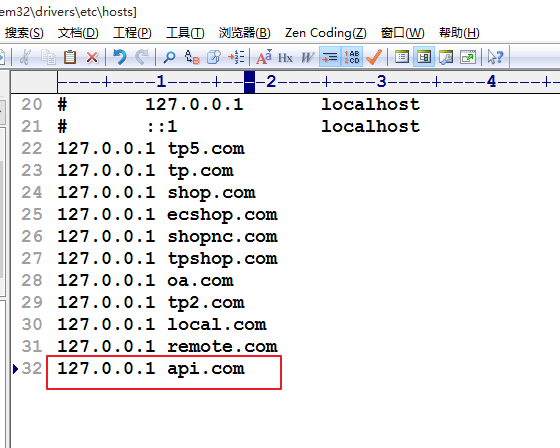 em32\drivers\etc\hosts]
搜索(S) 文档(D) 工程(P) 工具(T) 浏览器(B) Zen Coding(Z) 窗口(W) 帮助(H)
----+----1----+----2----+----3----+----4----
20 # 127.0.0.1 localhost
21 # ::1 localhost
22 127.0.0.1 tp5.com
23 127.0.0.1 tp.com
24 127.0.0.1 shop.com
25 127.0.0.1 ecshop.com
26 127.0.0.1 shopnc.com
27 127.0.0.1 tpshop.com
28 127.0.0.1 oa.com
29 127.0.0.1 tp2.com
30 127.0.0.1 local.com
31 127.0.0.1 remote.com
32 127.0.0.1 api.com